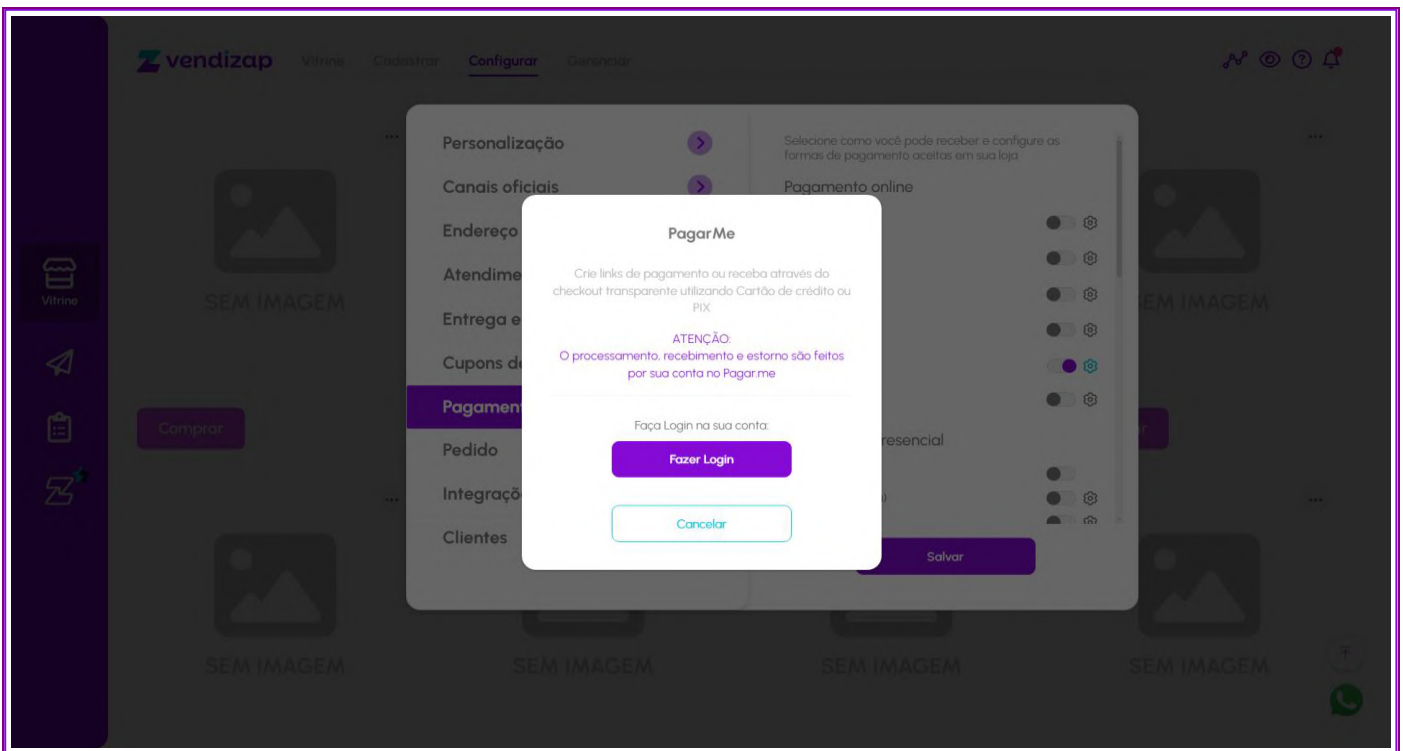 vendizap
Vitrine
Cadastrar
Configurar
Gerenciar
Vitrine
SEM IMAGEM
Comprar
SEM IMAGEM
SEM IMAGEM
SEM IMAGEM
EM IMAGEM
SEM IMAGEM
Personalização
Canais oficiais
Endereço
Atendime
Entrega e
Cupons de
Pagamen
Pedido
Integraçõ
Clientes
Selecione como você pode receber e configure as
formas de pagamento aceitas em sua loja
Pagamento online
resencial
Salvar
PagarMe
Crie links de pagamento ou receba através do
checkout transparente utilizando Cartão de crédito ou
PIX
ATENÇÃO:
O processamento, recebimento e estorno são feitos
por sua conta no Pagar.me
Faça Login na sua conta:
Fazer Login
Cancelar